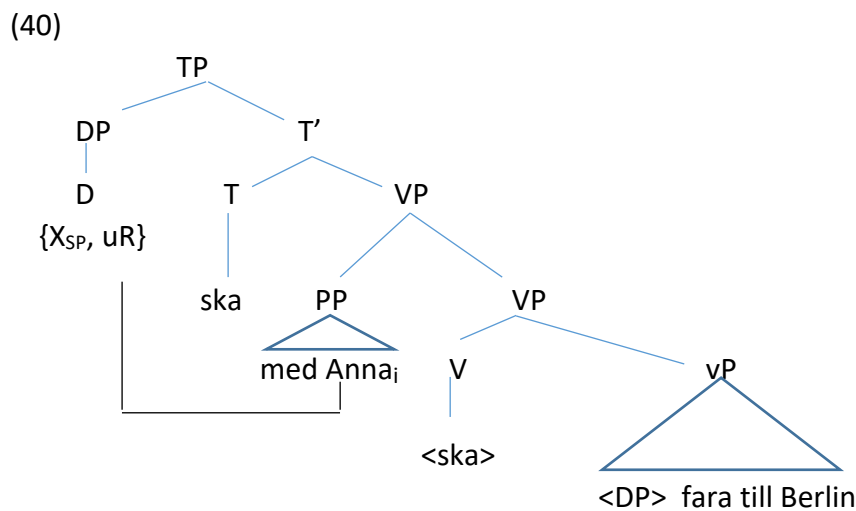 (40)
TP
DP T’
D T VP
{X_SP, uR}
ska PP VP
med Anna_i V vP
<ska>
<DP> fara till Berlin